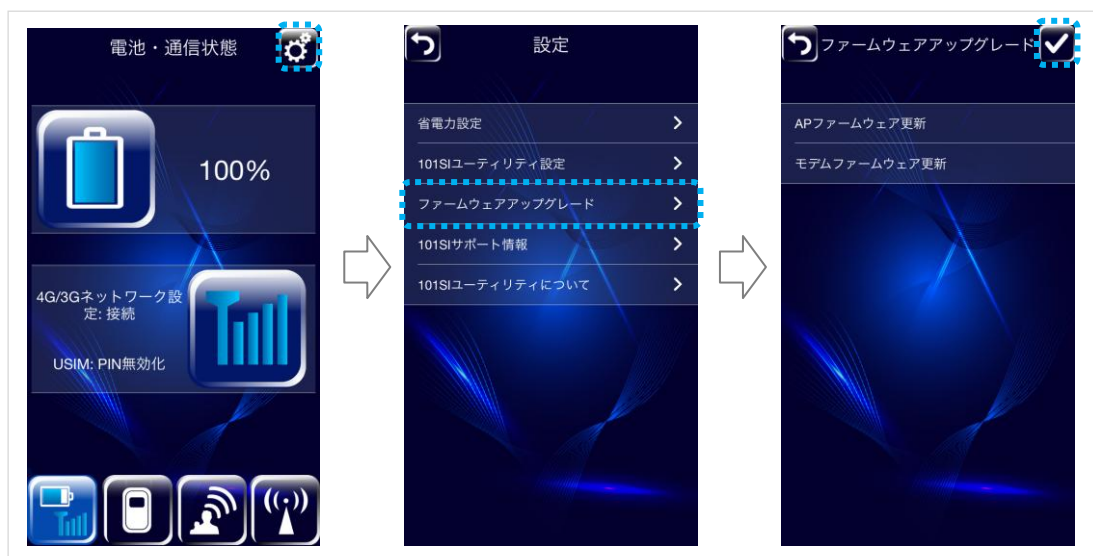 電池・通信状態
100%
4G/3Gネットワーク設
定: 接続
USIM: PIN無効化
設定
省電力設定
101SIユーティリティ設定
ファームウェアアップグレード
101SIサポート情報
101SIユーティリティについて
ファームウェアアップグレード
APファームウェア更新
モデムファームウェア更新